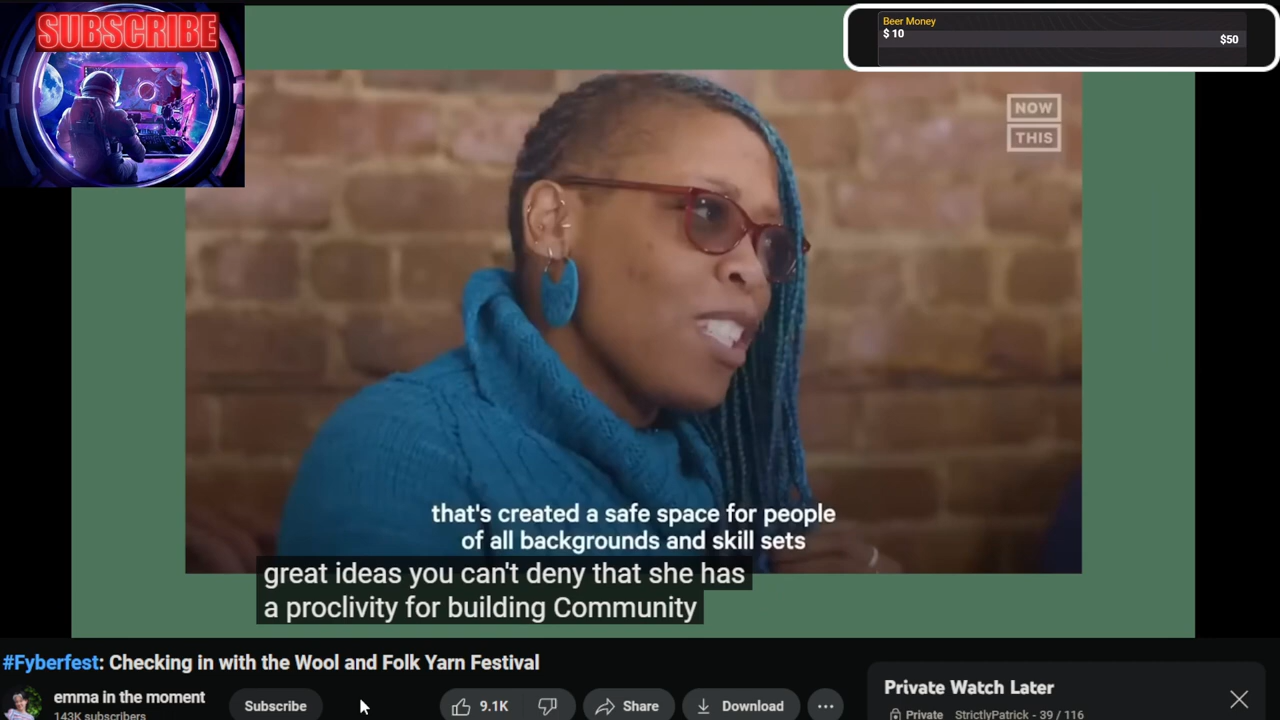 SUBSCRIBE
Beer Money
$ 10
$50
NOW
THIS
that's created a safe space for people
of all backgrounds and skill sets
great ideas you can't deny that she has
a proclivity for building Community
#Fyberfest: Checking in with the Wool and Folk Yarn Festival
emma in the moment
143K subscribers
Subscribe
9.1K
Share
Download
Private Watch Later
Private
StrictlyPatrick - 39 / 116